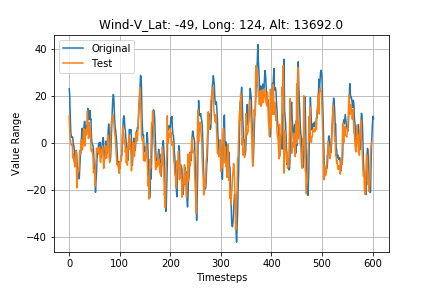 Wind-V_Lat: -49, Long: 124, Alt: 13692.0
Original
Test
Value Range
40
20
0
−20
−40
0 100 200 300 400 500 600
Timesteps